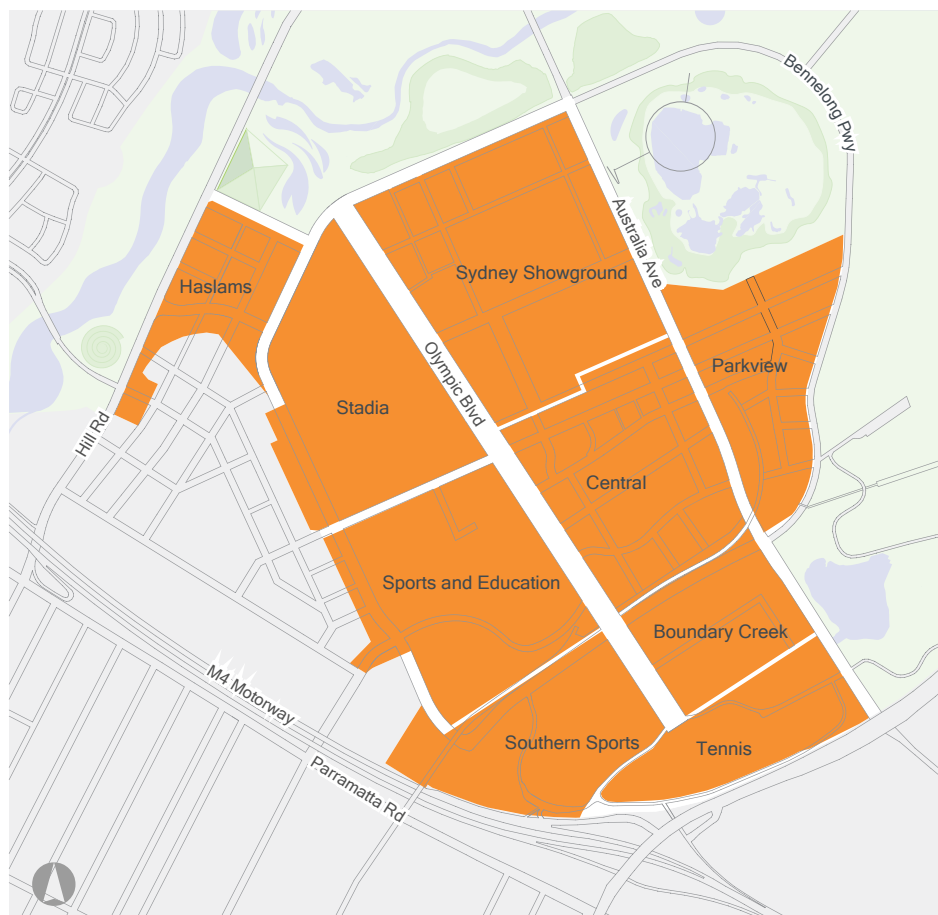 Bennelong Pwy
Australia Ave
Sydney Showground
Haslams
Olympic Blvd
Parkview
Stadia
Hill Rd
Central
Sports and Education
Boundary Creek
M4 Motorway
Southern Sports
Tennis
Parramatta Rd